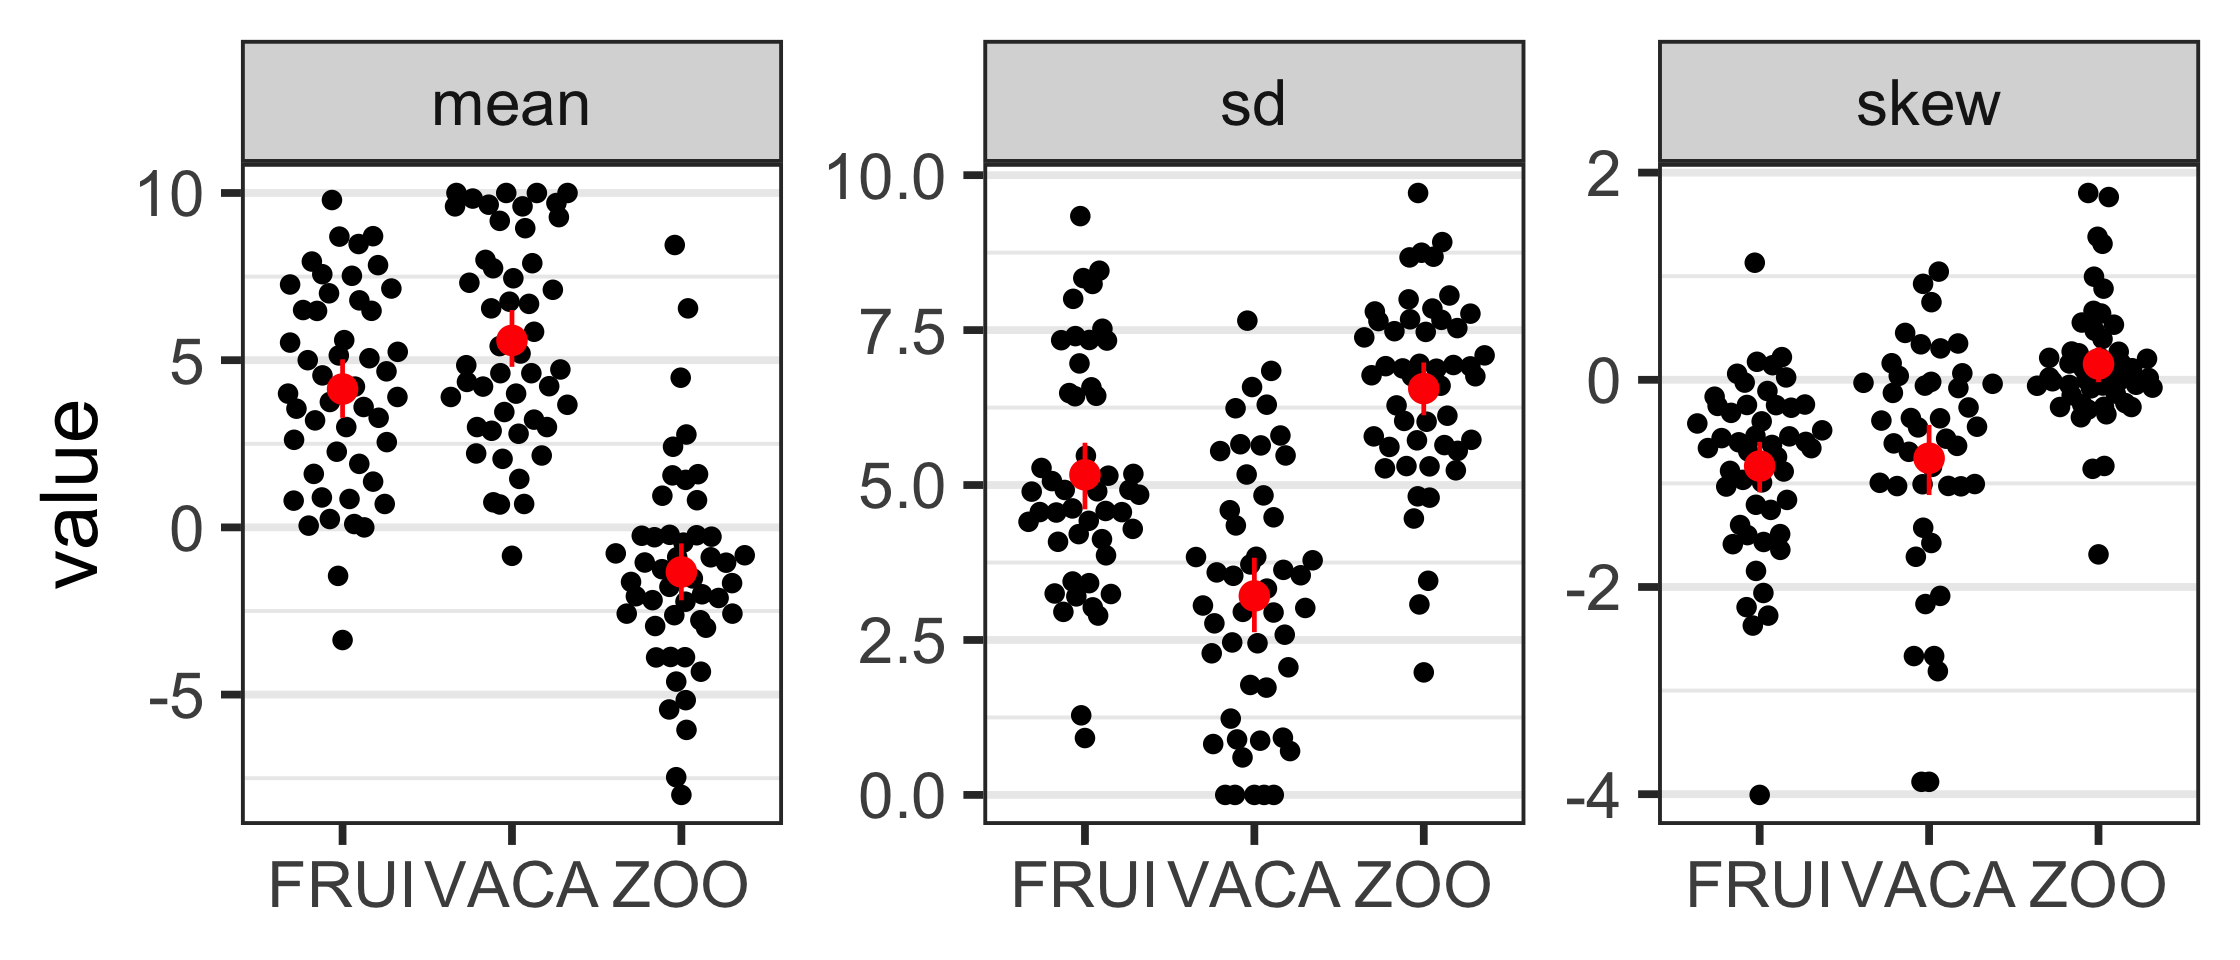 mean sd skew
10 10.0 2
5 7.5 0
0 5.0 -2
-5 2.5 -4
0.0
value
FRUI VACA ZOO FRUI VACA ZOO FRUI VACA ZOO